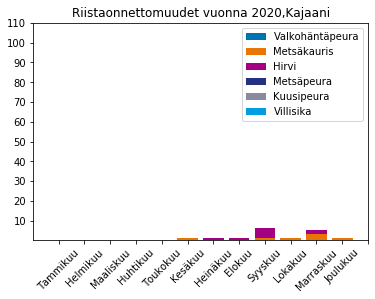 Riistaonnettomuudet vuonna 2020,Kajaani
110
100
90
80
70
60
50
40
30
20
10
Valkohäntäpeura
Metsäkauris
Hirvi
Metsäpeura
Kuusipeura
Villisika
Tammikuu
Helmikuu
Maaliskuu
Huhtikuu
Toukokuu
Kesäkuu
Heinäkuu
Elokuu
Syyskuu
Lokakuu
Marraskuu
Joulukuu